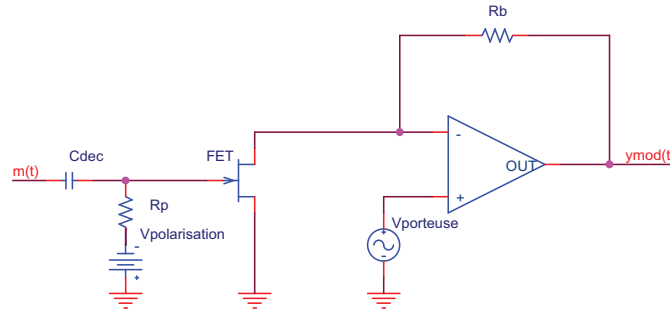 Rb
Cdec
FET
m(t)
-
OUT
ymod(t
+
Rp
Vporteuse
Vpolarisation
-
+
+
-